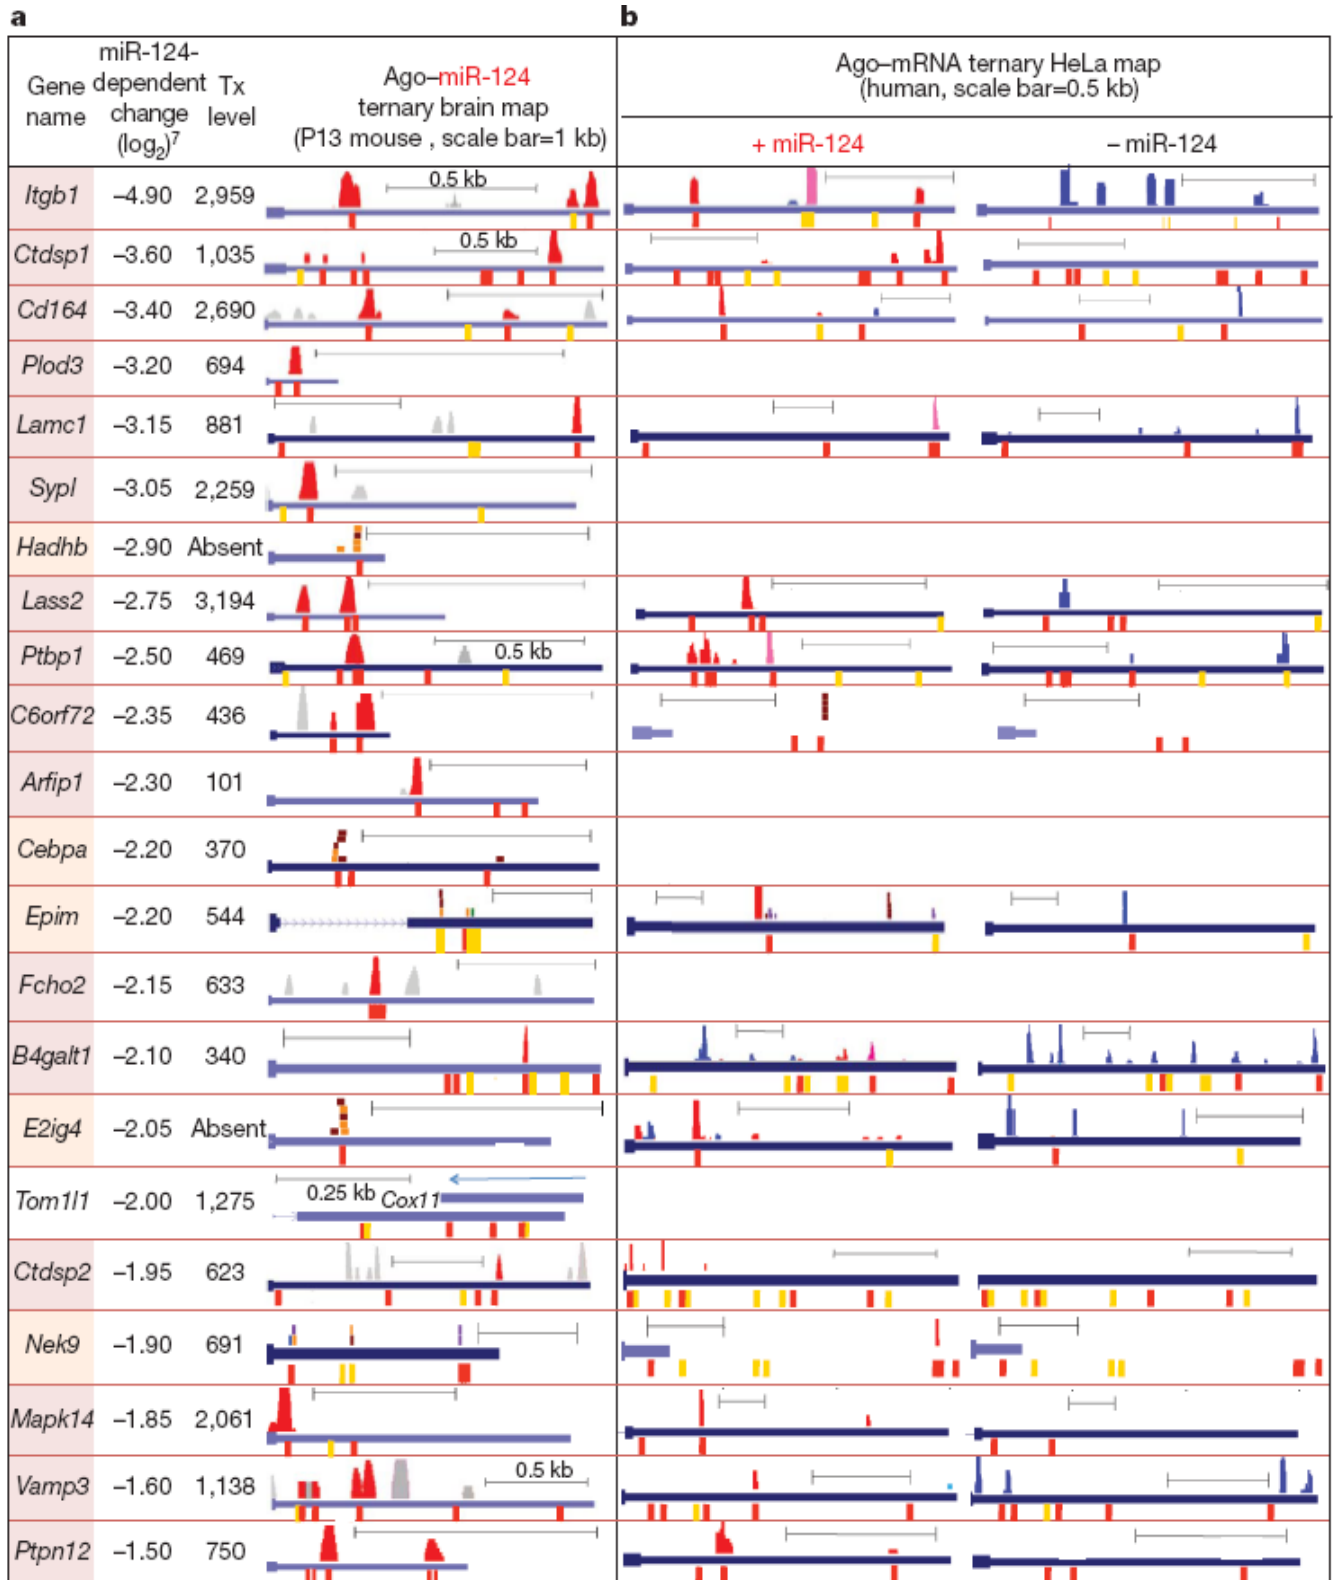 a
b
Gene name
miR-124-dependent change (log2)7
Tx level
Ago–miR-124
ternary brain map
(P13 mouse , scale bar=1 kb)
Ago–mRNA ternary HeLa map
(human, scale bar=0.5 kb)
+ miR-124
– miR-124
Itgb1 –4.90 2,959 0.5 kb
Ctdsp1 –3.60 1,035 0.5 kb
Cd164 –3.40 2,690
Plod3 –3.20 694
Lamc1 –3.15 881
Sypl –3.05 2,259
Hadhb –2.90 Absent
Lass2 –2.75 3,194
Ptbp1 –2.50 469 0.5 kb
C6orf72 –2.35 436
Arfip1 –2.30 101
Cebpa –2.20 370
Epim –2.20 544
Fcho2 –2.15 633
B4galt1 –2.10 340
E2ig4 –2.05 Absent
Tom1l1 –2.00 1,275 0.25 kb Cox11
Ctdsp2 –1.95 623
Nek9 –1.90 691
Mapk14 –1.85 2,061
Vamp3 –1.60 1,138 0.5 kb
Ptpn12 –1.50 750